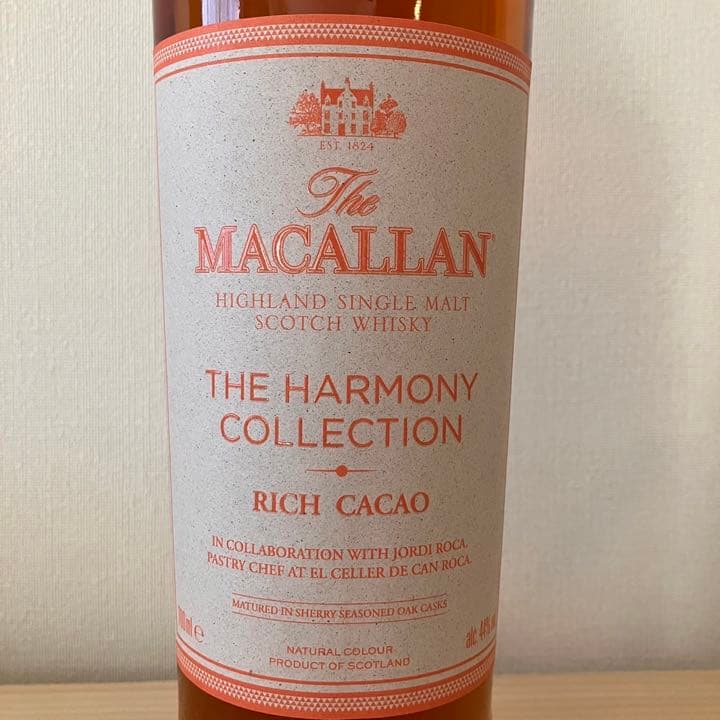 EST. 1824
The
MACALLAN
HIGHLAND SINGLE MALT
SCOTCH WHISKY
THE HARMONY
COLLECTION
RICH CACAO
IN COLLABORATION WITH JORDI ROCA,
PASTRY CHEF AT EL CELLER DE CAN ROCA.
MATURED IN SHERRY SEASONED OAK CASKS
alc. 44%
NATURAL COLOUR
PRODUCT OF SCOTLAND